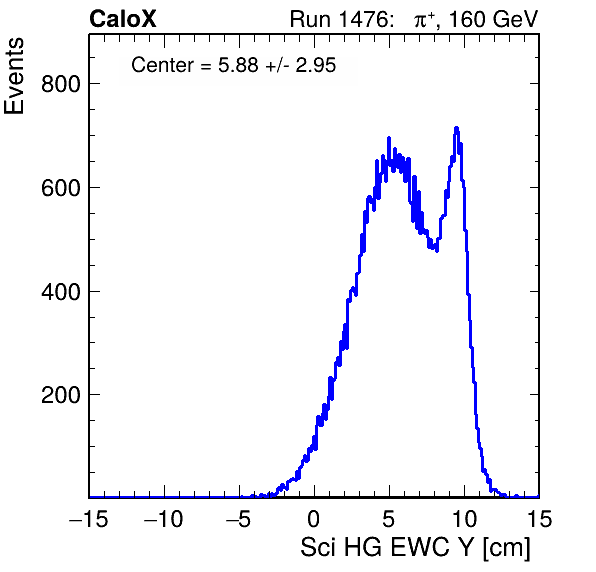 CaloX Run 1476: π⁺, 160 GeV
Center = 5.88 +/- 2.95
Events
800
600
400
200
−15 −10 −5 0 5 10 15
Sci HG EWC Y [cm]